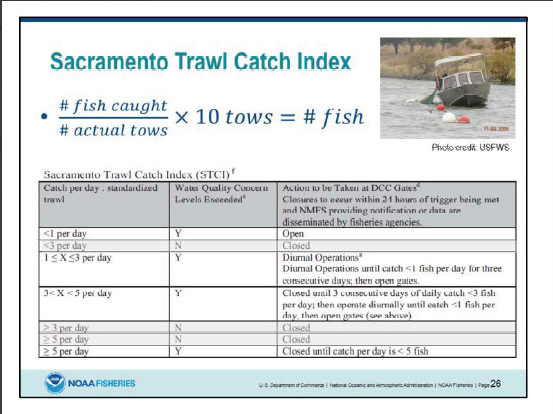 Sacramento Trawl Catch Index
• # fish caught / # actual tows × 10 tows = # fish
11-02-2005
Photo credit: USFWS
Sacramento Trawl Catch Index (STCI) f
Catch per day, standardized trawl | Water Quality Concern Levels Exceeded e | Action to be Taken at DCC Gates d
Closures to occur within 24 hours of trigger being met
and NMFS providing notification or data are
disseminated by fisheries agencies.
<1 per day Y Open
<3 per day N Closed
1 ≤ X ≤3 per day Y Diurnal Operations g
Diurnal Operations until catch <1 fish per day for three
consecutive days; then open gates.
3< X < 5 per day Y Closed until 3 consecutive days of daily catch <3 fish
per day; then operate diurnally until catch <1 fish per
day, then open gates (see above)
> 3 per day N Closed
≥ 5 per day N Closed
≥ 5 per day Y Closed until catch per day is < 5 fish
NOAA FISHERIES
U.S. Department of Commerce | National Oceanic and Atmospheric Administration | NOAA Fisheries | Page 26